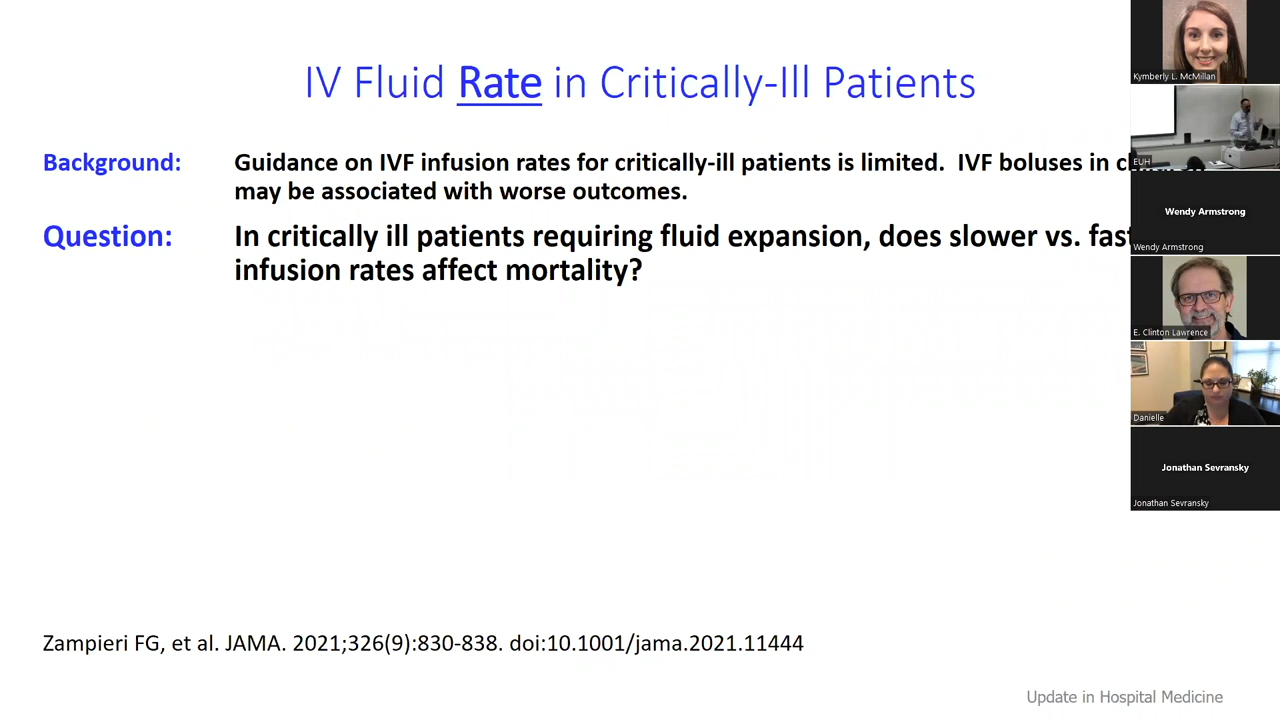 IV Fluid Rate in Critically-Ill Patients
Background: Guidance on IVF infusion rates for critically-ill patients is limited. IVF boluses in
may be associated with worse outcomes.
Question: In critically ill patients requiring fluid expansion, does slower vs. fast
infusion rates affect mortality?
Zampieri FG, et al. JAMA. 2021;326(9):830-838. doi:10.1001/jama.2021.11444
Update in Hospital Medicine
Kymberly L. McMillan
EUH
Wendy Armstrong
Wendy Armstrong
E. Clinton Lawrence
Danielle
Jonathan Sevransky
Jonathan Sevransky